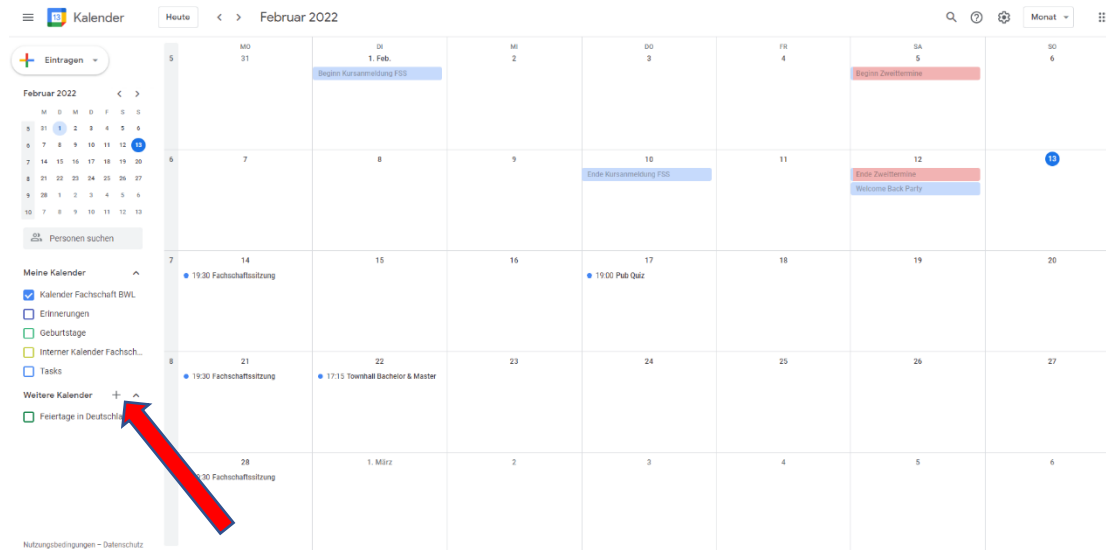 13 Kalender Heute < > Februar 2022 Monat
Eintragen
Februar 2022 < >
M D M D F S S
5 31 1 2 3 4 5 6
6 7 8 9 10 11 12 13
7 14 15 16 17 18 19 20
8 21 22 23 24 25 26 27
9 28 1 2 3 4 5 6
10 7 8 9 10 11 12 13
Personen suchen
Meine Kalender
Kalender Fachschaft BWL
Erinnerungen
Geburtstage
Interner Kalender Fachsch...
Tasks
Weitere Kalender +
Feiertage in
Nutzungsbedingungen – Datenschutz
MO DI MI DO FR SA SO
5 31 1. Feb. 2 3 4 5 6
Beginn Kursanmeldung FSS Beginn Zweittermine
6 7 8 9 10 11 12 13
Ende Kursanmeldung FSS Ende Zweittermine
Welcome Back Party
7 14 15 16 17 18 19 20
19:30 Fachschaftssitzung 19:00 Pub Quiz
8 21 22 23 24 25 26 27
19:30 Fachschaftssitzung 17:15 Townhall Bachelor & Master
28 1. März 2 3 4 5 6
Fachschaftssitzung